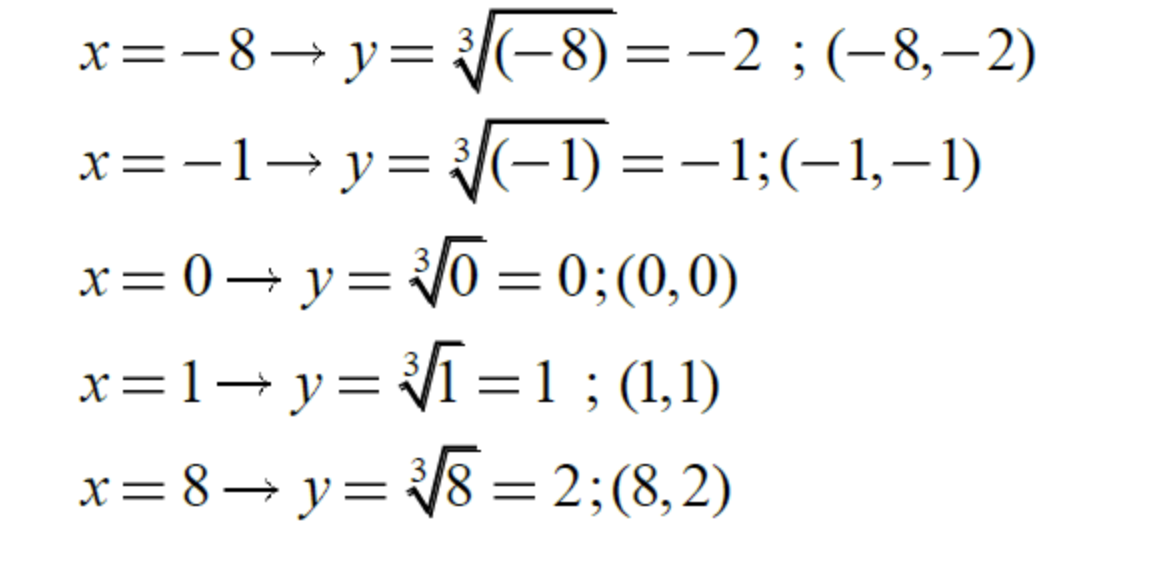 x = −8 → y = ∛(−8) = −2 ; (−8,−2)
x = −1 → y = ∛(−1) = −1;(−1,−1)
x = 0 → y = ∛0 = 0;(0,0)
x = 1 → y = ∛1 = 1 ; (1,1)
x = 8 → y = ∛8 = 2;(8,2)